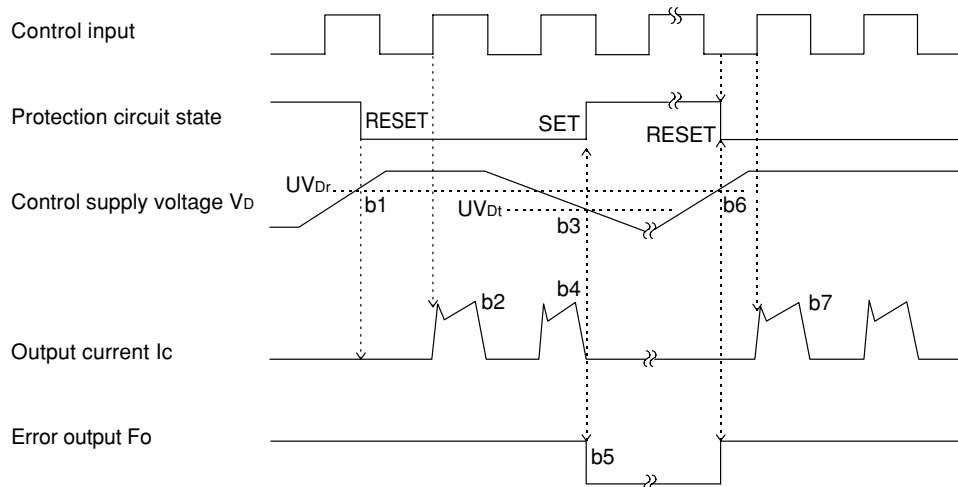 Control input
Protection circuit state
RESET
SET
RESET
Control supply voltage VD
UVDr
b1
UVDt
b3
b6
Output current Ic
b2
b4
b7
Error output Fo
b5